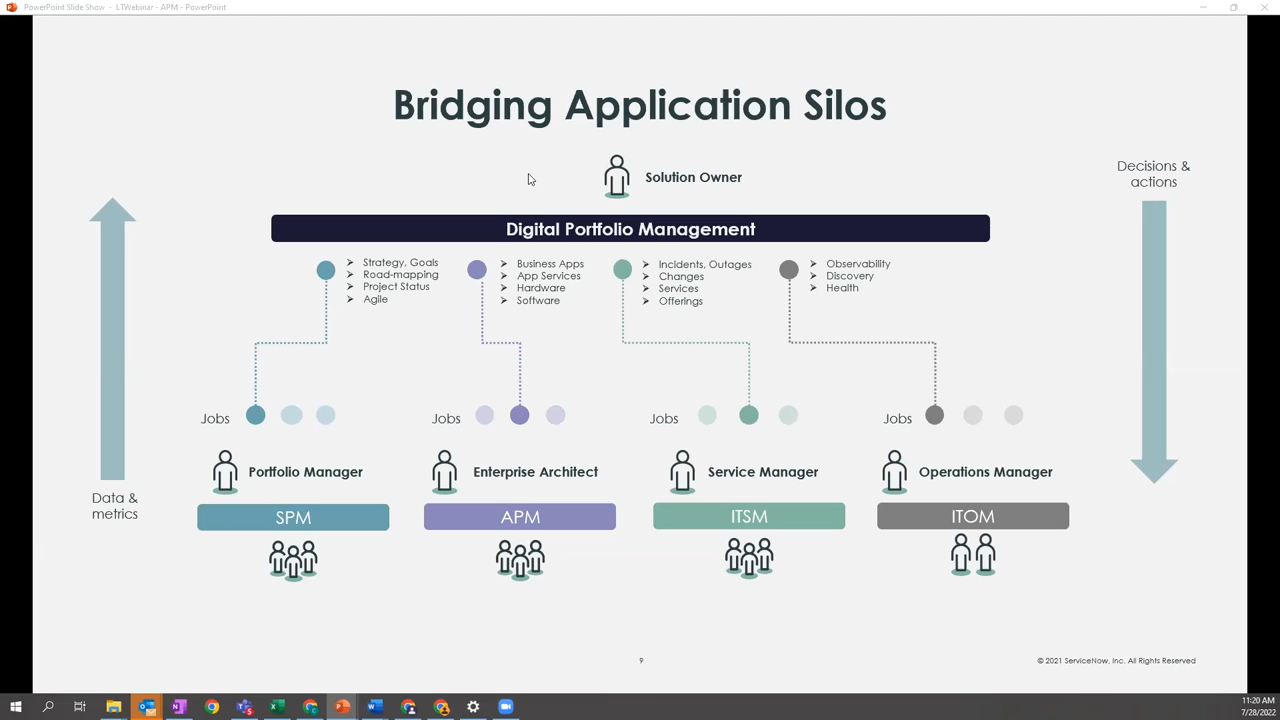 PowerPoint Slide Show - LTWebinar - APM - PowerPoint
Bridging Application Silos
Solution Owner
Decisions &
actions
Digital Portfolio Management
➤ Strategy, Goals
➤ Road-mapping
➤ Project Status
➤ Agile
➤ Business Apps
➤ App Services
➤ Hardware
➤ Software
➤ Incidents, Outages
➤ Changes
➤ Services
➤ Offerings
➤ Observability
➤ Discovery
➤ Health
Jobs
Jobs
Jobs
Jobs
Portfolio Manager
Enterprise Architect
Service Manager
Operations Manager
Data &
metrics
SPM
APM
ITSM
ITOM
9
© 2021 ServiceNow, Inc. All Rights Reserved
11:20 AM
7/28/2022